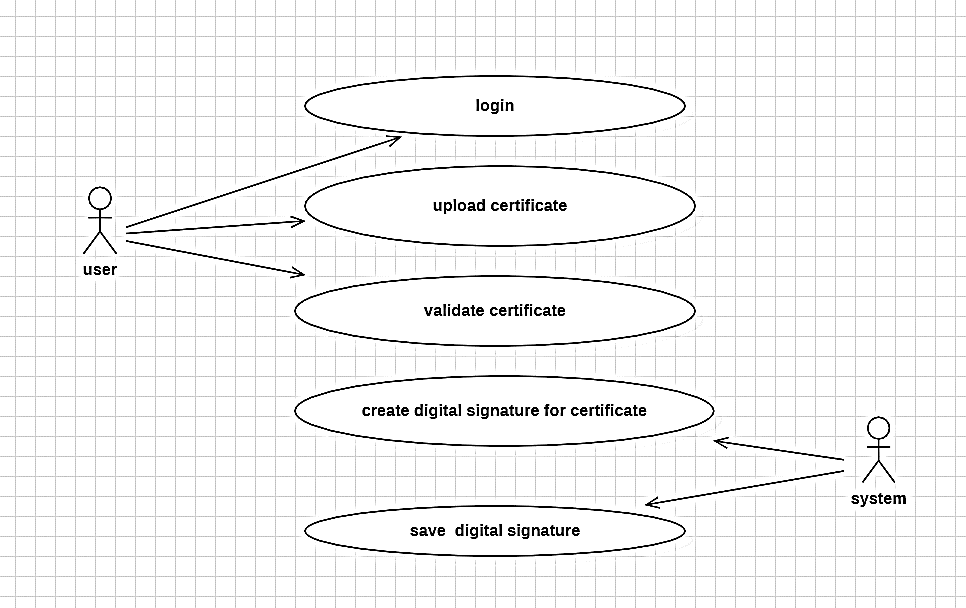 login
upload certificate
user
validate certificate
create digital signature for certificate
system
save  digital signature